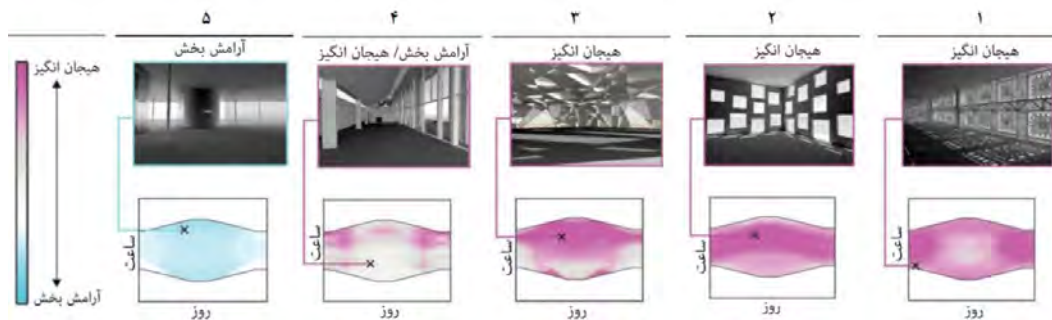 ۱ ۲ ۳ ۴ ۵
هیجان انگیز هیجان انگیز هیجان انگیز آرامش بخش/ هیجان انگیز آرامش بخش
هیجان انگیز
ساعت ساعت ساعت ساعت ساعت
آرامش بخش
روز روز روز روز روز